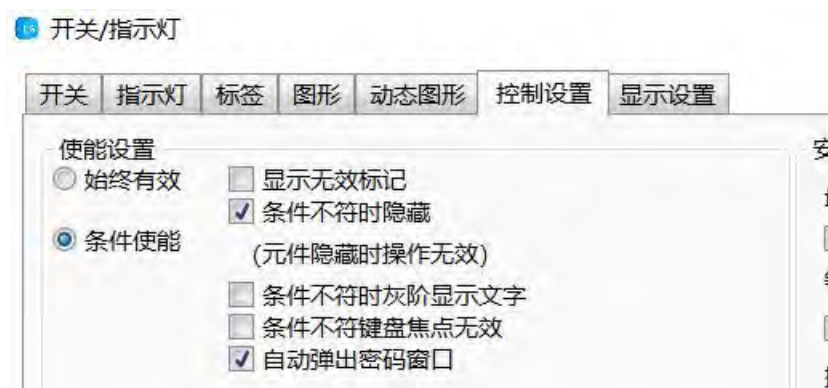 开关/指示灯
开关 指示灯 标签 图形 动态图形 控制设置 显示设置
使能设置
始终有效 显示无效标记
条件不符时隐藏
条件使能
(元件隐藏时操作无效)
条件不符时灰阶显示文字
条件不符键盘焦点无效
自动弹出密码窗口